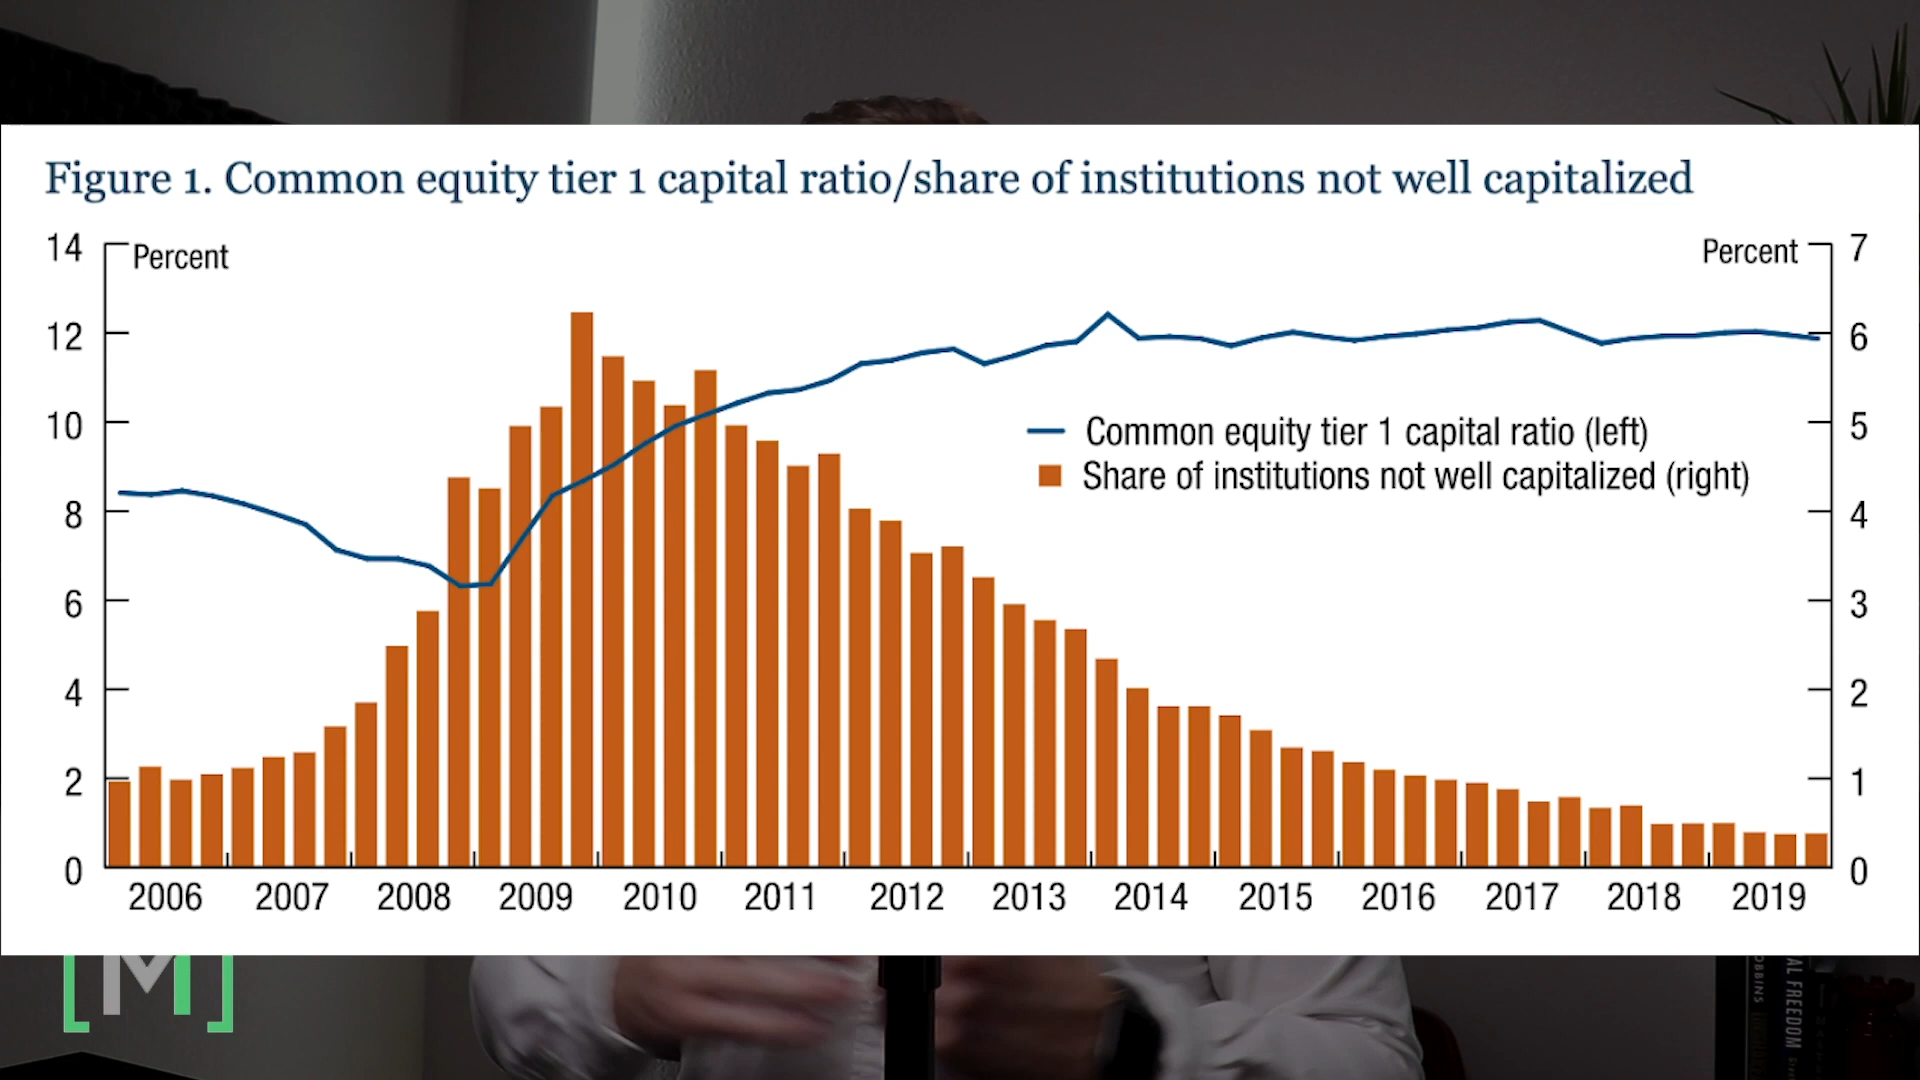 Figure 1. Common equity tier 1 capital ratio/share of institutions not well capitalized
14 Percent Percent 7
12 6
10 5
Common equity tier 1 capital ratio (left)
Share of institutions not well capitalized (right)
8 4
6 3
4 2
2 1
0 0
2006 2007 2008 2009 2010 2011 2012 2013 2014 2015 2016 2017 2018 2019
[M]
OBBINS
AL FREEDOM